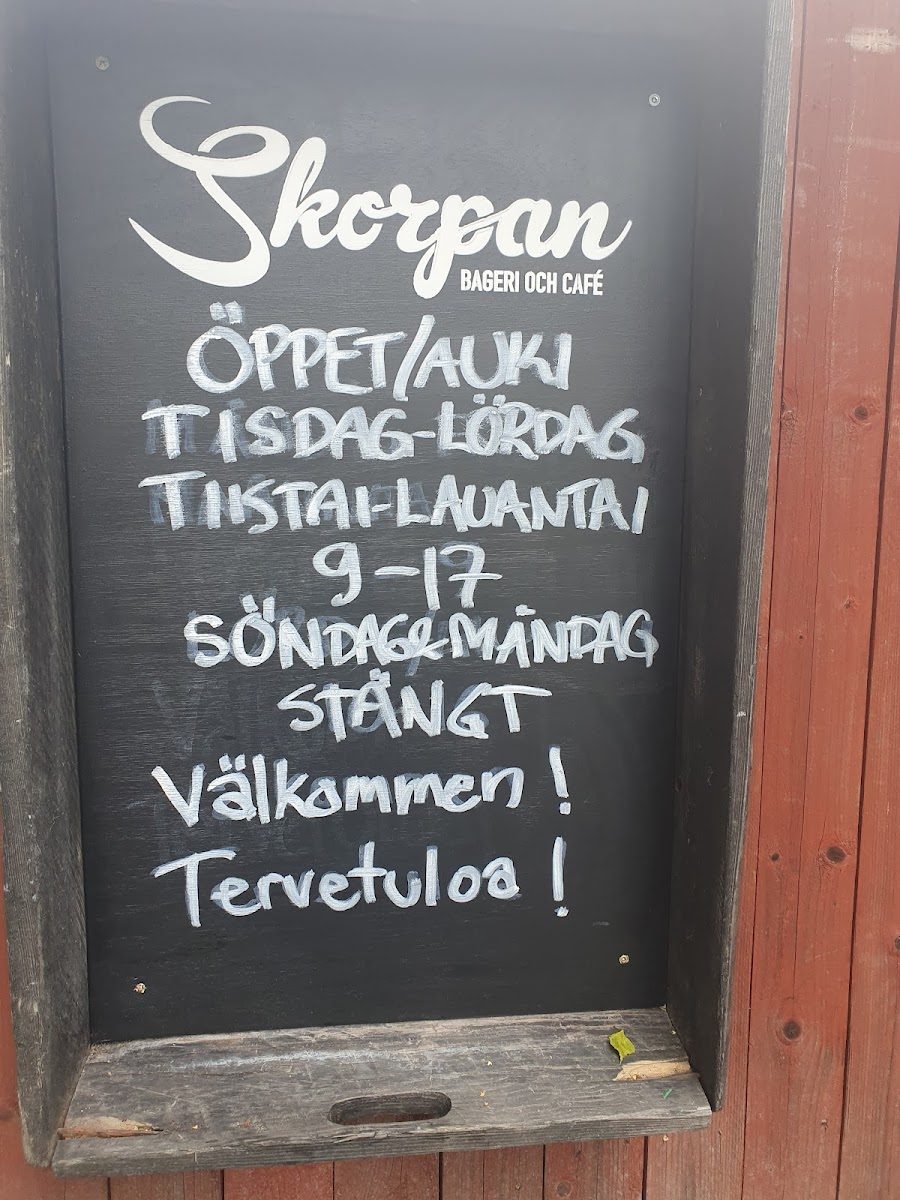 Skorpan
BAGERI OCH CAFÉ
ÖPPET/AUKI
TISDAG-LÖRDAG
TIISTAI-LAUANTAI
9-17
SÖNDAG & MÅNDAG
STÄNGT
Välkommen!
Tervetuloa!